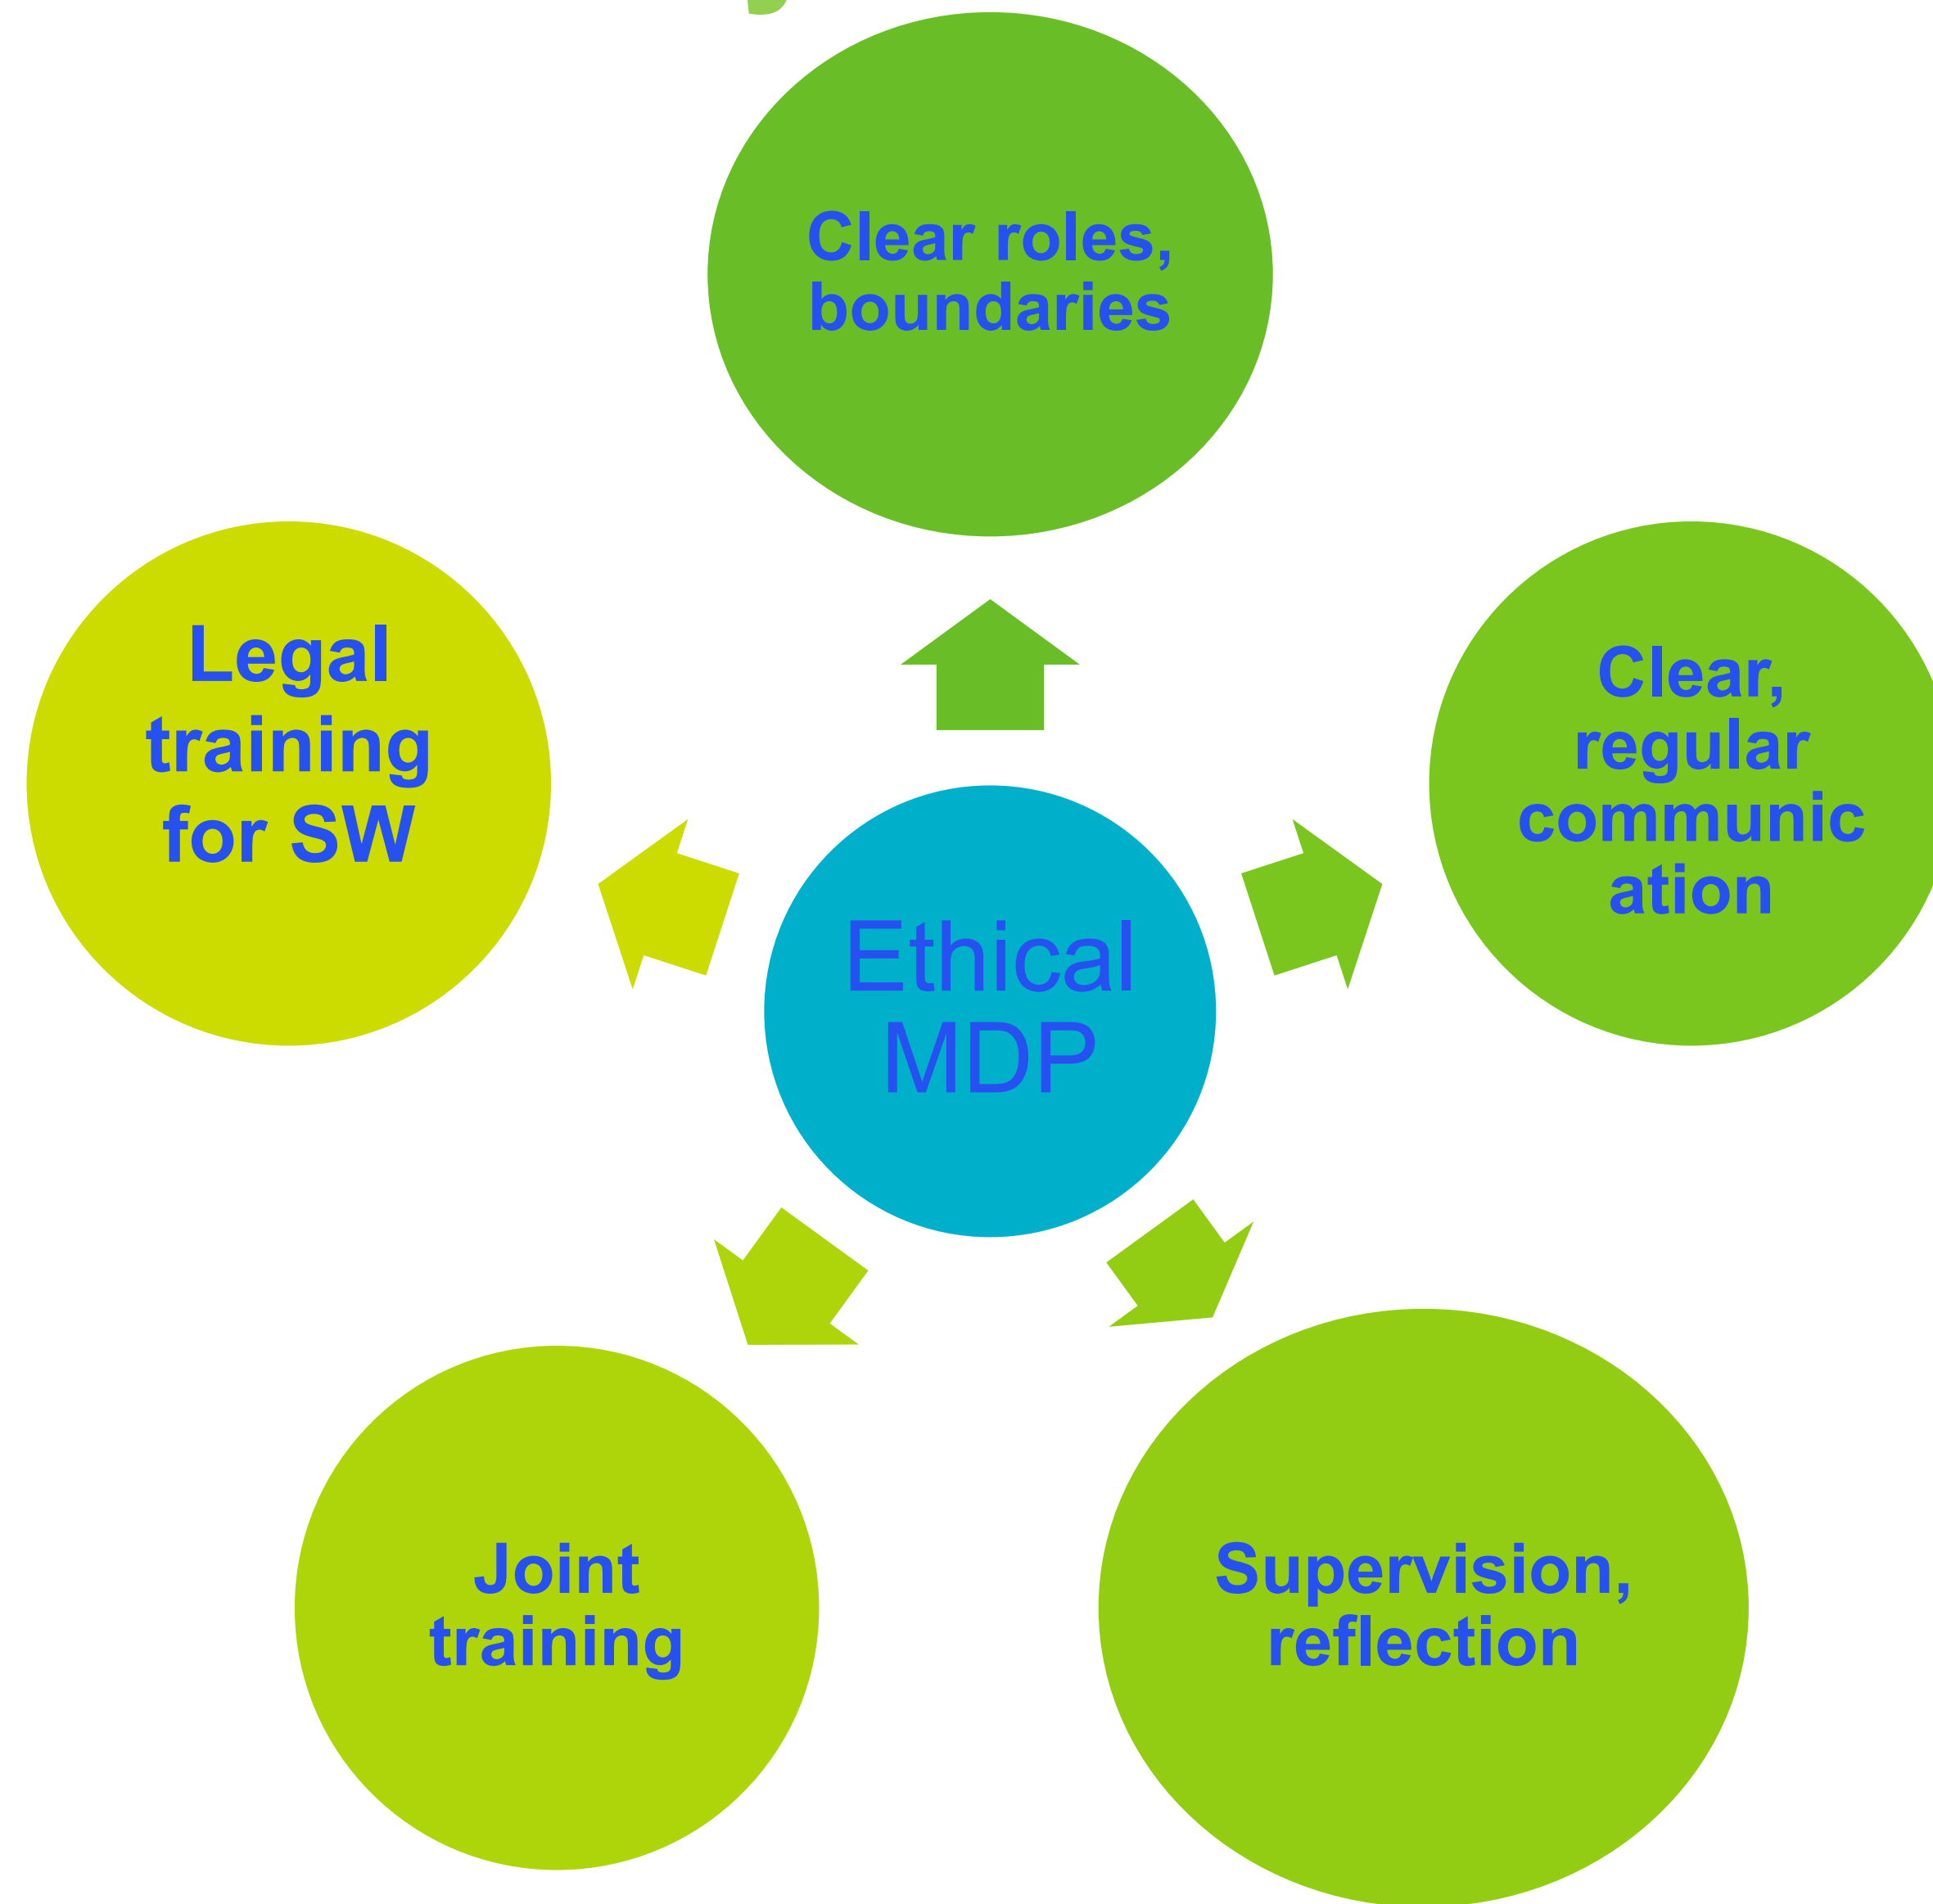 Clear roles,
boundaries
Legal
training
for SW
Clear,
regular
communic
ation
Ethical
MDP
Joint
training
Supervision,
reflection